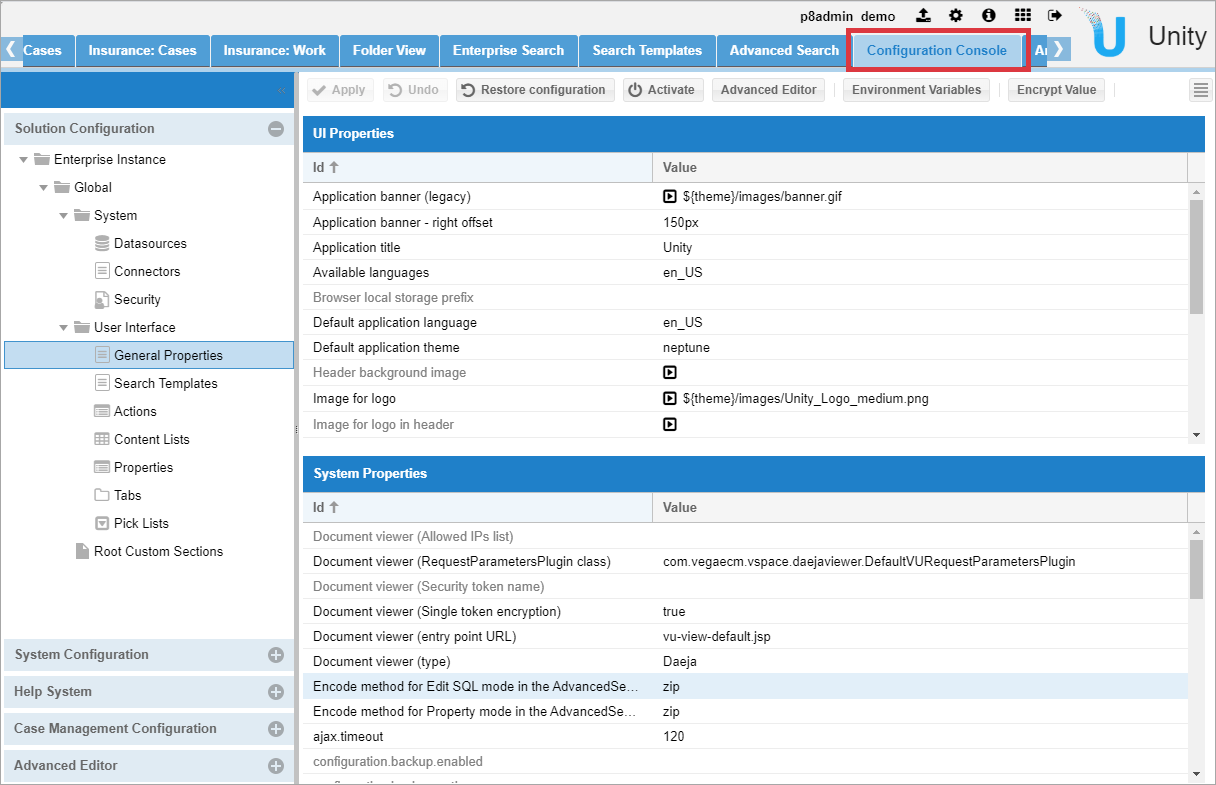 p8admin demo
Unity
Cases
Insurance: Cases
Insurance: Work
Folder View
Enterprise Search
Search Templates
Advanced Search
Configuration Console
Apply
Undo
Restore configuration
Activate
Advanced Editor
Environment Variables
Encrypt Value
Solution Configuration
Enterprise Instance
Global
System
Datasources
Connectors
Security
User Interface
General Properties
Search Templates
Actions
Content Lists
Properties
Tabs
Pick Lists
Root Custom Sections
System Configuration
Help System
Case Management Configuration
Advanced Editor
UI Properties
Id Value
Application banner (legacy) ${theme}/images/banner.gif
Application banner - right offset 150px
Application title Unity
Available languages en_US
Browser local storage prefix
Default application language en_US
Default application theme neptune
Header background image
Image for logo ${theme}/images/Unity_Logo_medium.png
Image for logo in header
System Properties
Id Value
Document viewer (Allowed IPs list)
Document viewer (RequestParametersPlugin class) com.vegaecm.vspace.daejaviewer.DefaultVURequestParametersPlugin
Document viewer (Security token name)
Document viewer (Single token encryption) true
Document viewer (entry point URL) vu-view-default.jsp
Document viewer (type) Daeja
Encode method for Edit SQL mode in the AdvancedSe... zip
Encode method for Property mode in the AdvancedSe... zip
ajax.timeout 120
configuration.backup.enabled